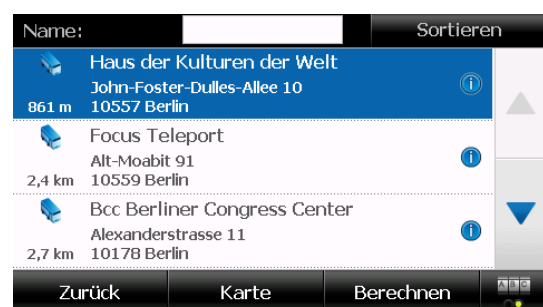 Name: Sortieren
Haus der Kulturen der Welt
John-Foster-Dulles-Allee 10
861 m 10557 Berlin
Focus Teleport
Alt-Moabit 91
2,4 km 10559 Berlin
Bcc Berliner Congress Center
Alexanderstrasse 11
2,7 km 10178 Berlin
Zurück Karte Berechnen A B C